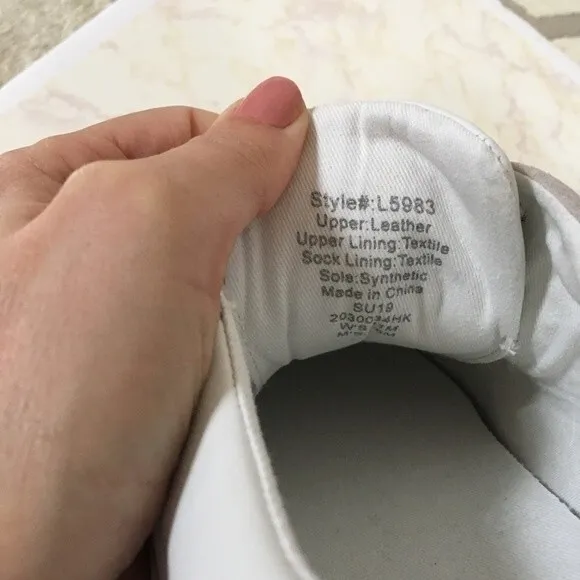 Style#:L5983
Upper:Leather
Upper Lining:Textile
Sock Lining:Textile
Sole:Synthetic
Made in China
SU19
W'S
M'S